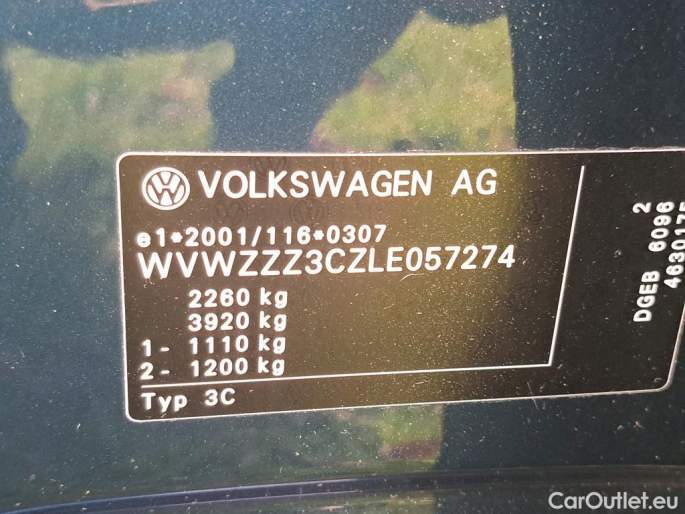 VOLKSWAGEN AG
e1*2001/116*0307
WVWZZZ3CZLE057274
2260 kg
3920 kg
1 - 1110 kg
2 - 1200 kg
Typ 3C
2
DGEB 6096
CarOutlet.eu